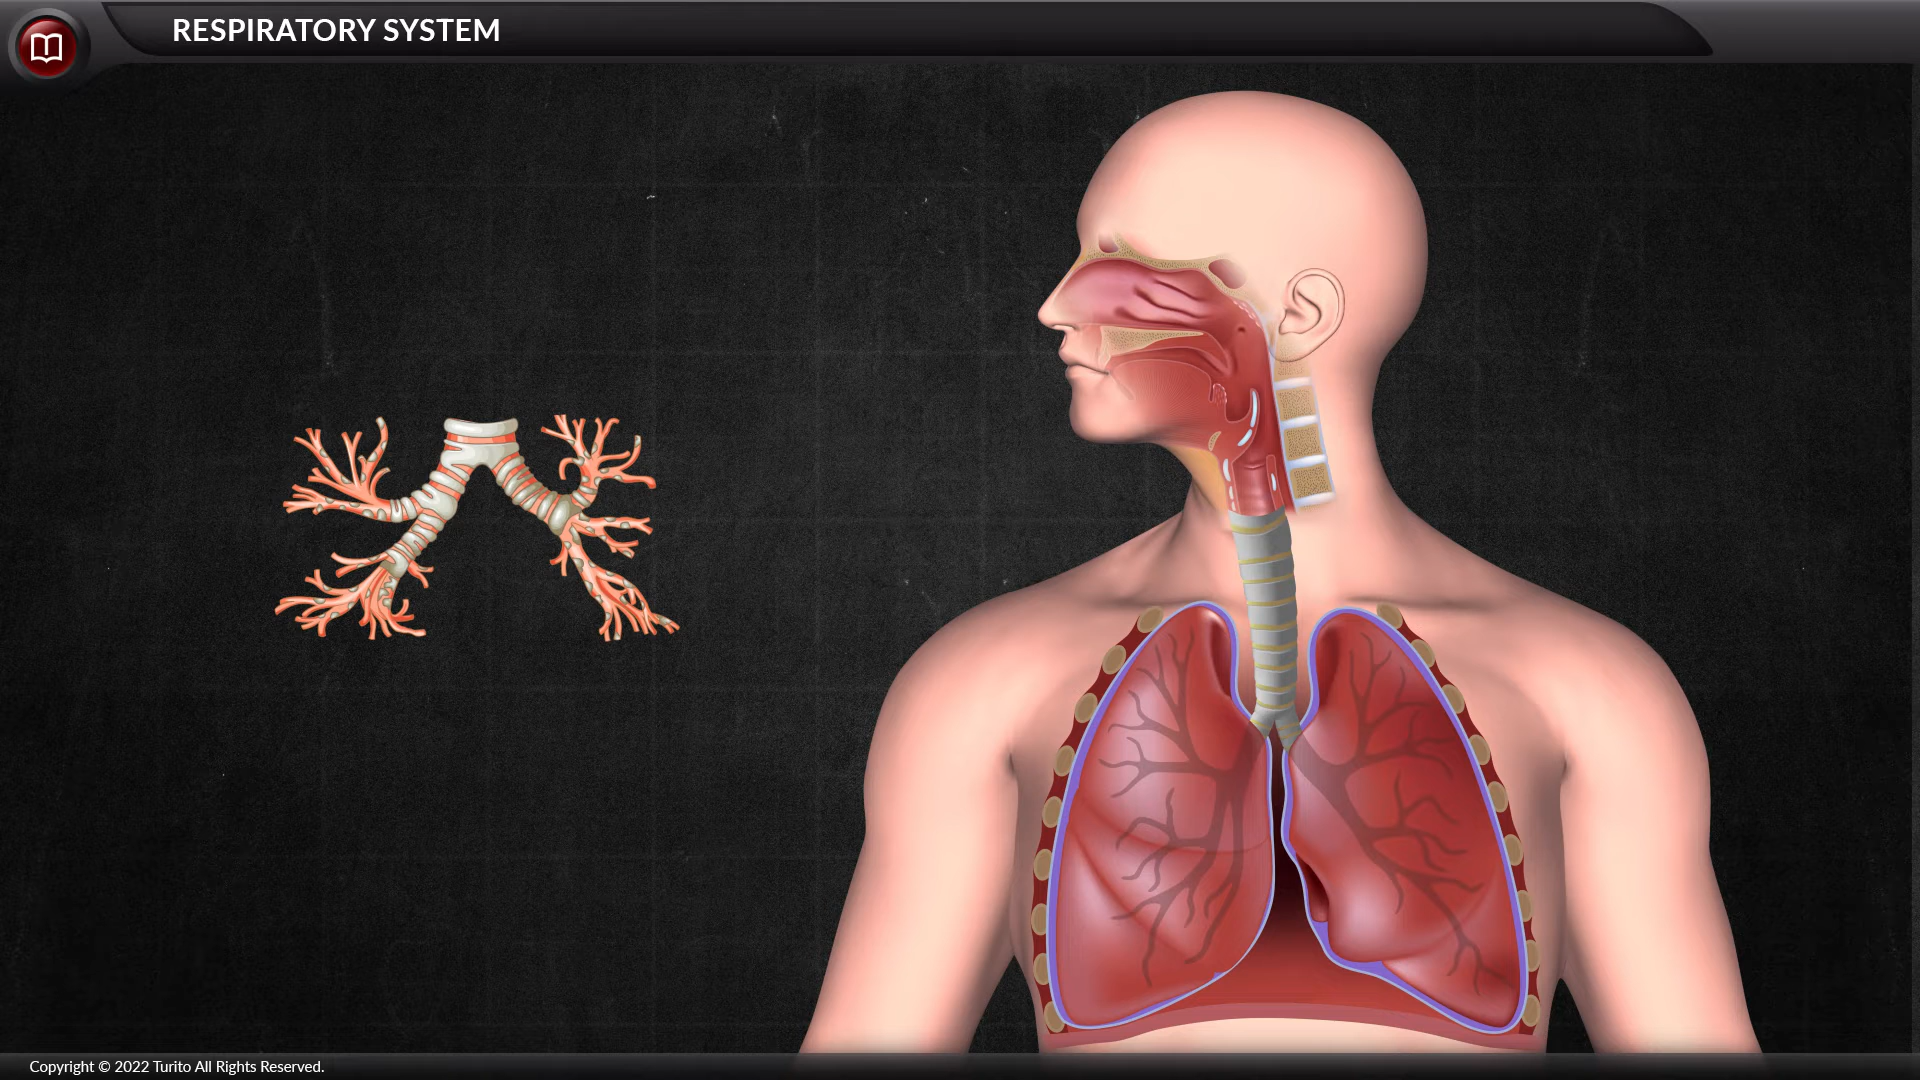 RESPIRATORY SYSTEM
Copyright © 2022 Turito All Rights Reserved.